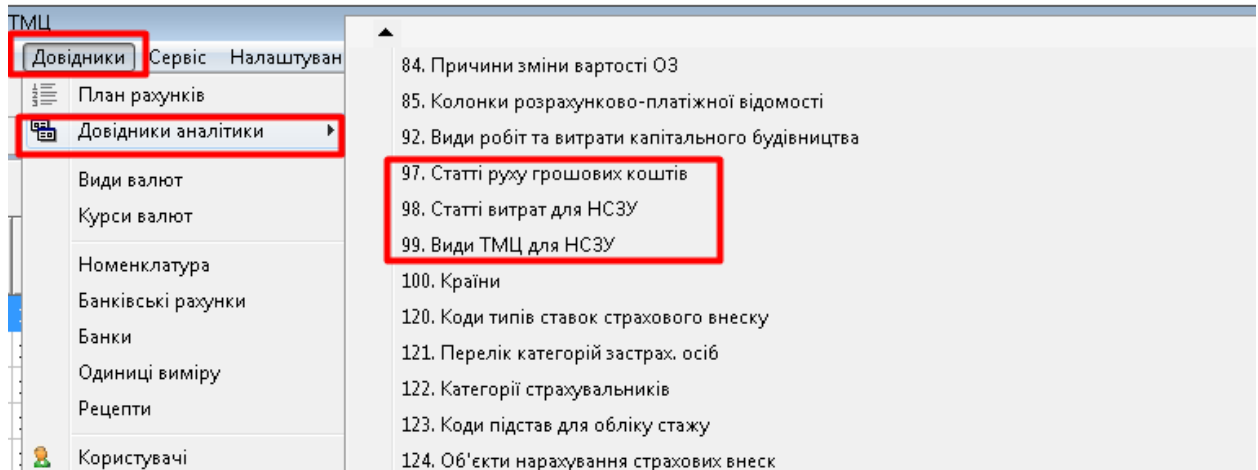 ТМЦ
Довідники Сервіс Налаштуван
План рахунків
Довідники аналітики
Види валют
Курси валют
Номенклатура
Банківські рахунки
Банки
Одиниці виміру
Рецепти
Користувачі
84. Причини зміни вартості ОЗ
85. Колонки розрахунково-платіжної відомості
92. Види робіт та витрати капітального будівництва
97. Статті руху грошових коштів
98. Статті витрат для НСЗУ
99. Види ТМЦ для НСЗУ
100. Країни
120. Коди типів ставок страхового внеску
121. Перелік категорій застрах. осіб
122. Категорії страхувальників
123. Коди підстав для обліку стажу
124. Об'єкти нарахування страхових внеск